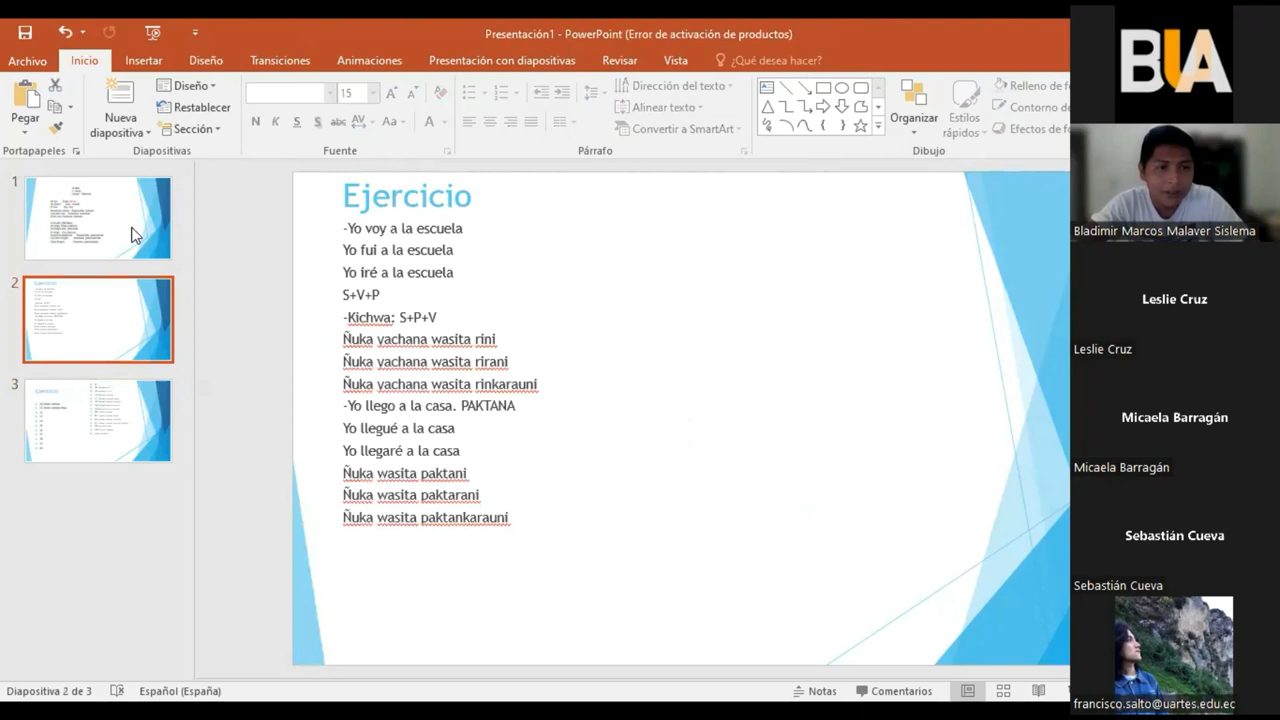 Presentación1 - PowerPoint (Error de activación de productos)
Archivo Inicio Insertar Diseño Transiciones Animaciones Presentación con diapositivas Revisar Vista ¿Qué desea hacer?
Pegar
Portapapeles
Nueva diapositiva
Diseño
Restablecer
Sección
Diapositivas
15
Fuente
Dirección del texto
Alinear texto
Convertir a SmartArt
Párrafo
Organizar
Estilos rápidos
Relleno de
Contorno de
Efectos de
Dibujo
1
2
3
Ejercicio
-Yo voy a la escuela
Yo fui a la escuela
Yo iré a la escuela
S+V+P
-Kichwa: S+P+V
Ñuka yachana wasita rini
Ñuka yachana wasita rirani
Ñuka yachana wasita rinkarauni
-Yo llego a la casa. PAKTANA
Yo llegué a la casa
Yo llegaré a la casa
Ñuka wasita paktani
Ñuka wasita paktarani
Ñuka wasita paktankarauni
Diapositiva 2 de 3 Español (España) Notas Comentarios
BUA
Bladimir Marcos Malaver Sislema
Leslie Cruz
Leslie Cruz
Micaela Barragán
Micaela Barragán
Sebastián Cueva
Sebastián Cueva
francisco.salto@uartes.edu.ec